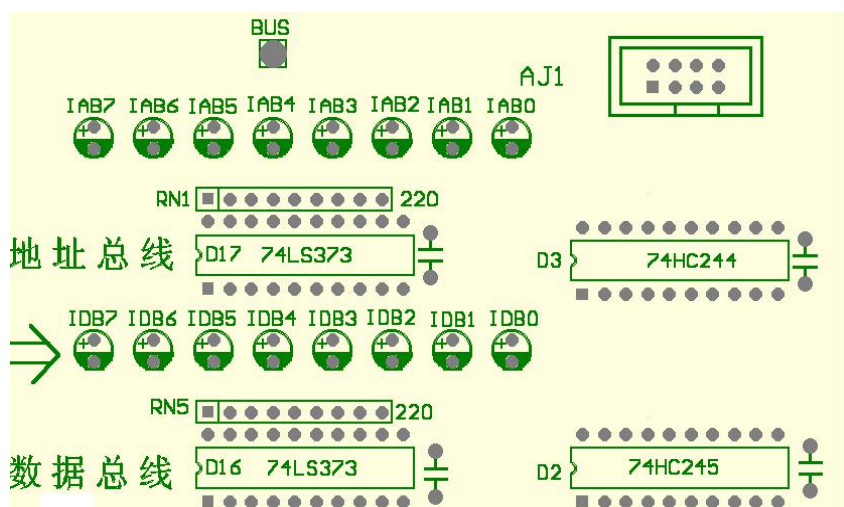 BUS
AJ1
IAB7 IAB6 IAB5 IAB4 IAB3 IAB2 IAB1 IAB0
RN1 220
地址总线 D17 74LS373 D3 74HC244
IDB7 IDB6 IDB5 IDB4 IDB3 IDB2 IDB1 IDB0
RN5 220
数据总线 D16 74LS373 D2 74HC245